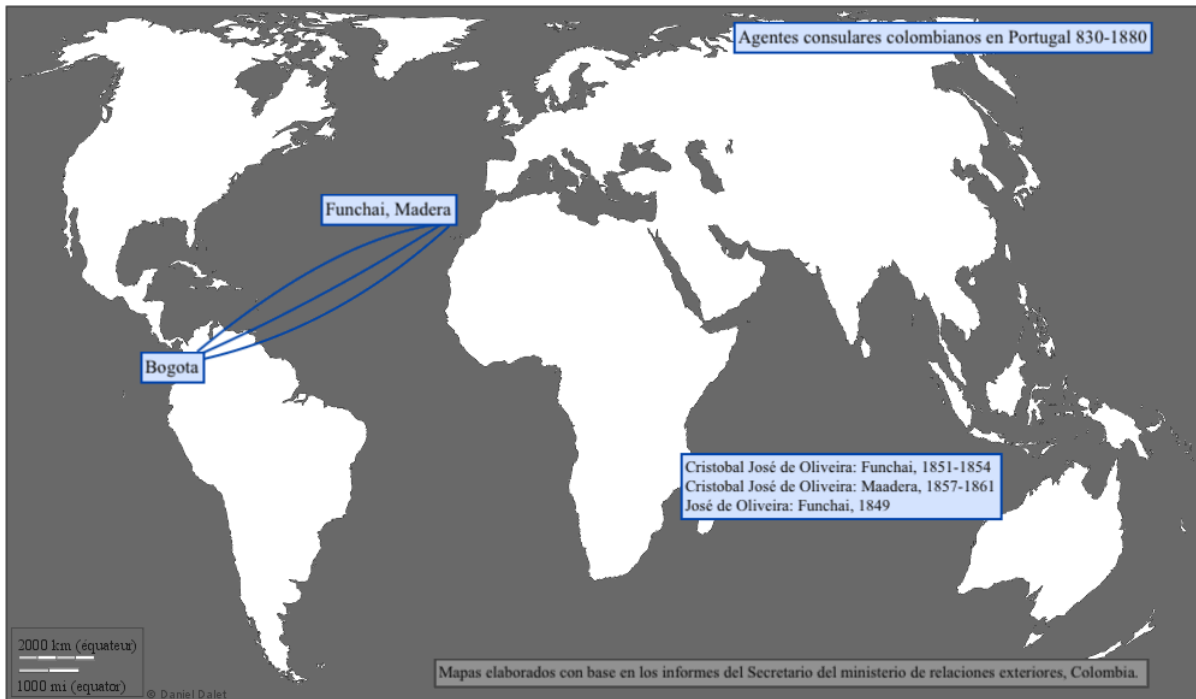 Agentes consulares colombianos en Portugal 830-1880
Funchai, Madera
Bogota
Cristobal José de Oliveira: Funchai, 1851-1854
Cristobal José de Oliveira: Maadera, 1857-1861
José de Oliveira: Funchai, 1849
2000 km (équateur)
1000 mi (equator)
© Daniel Dalet
Mapas elaborados con base en los informes del Secretario del ministerio de relaciones exteriores, Colombia.